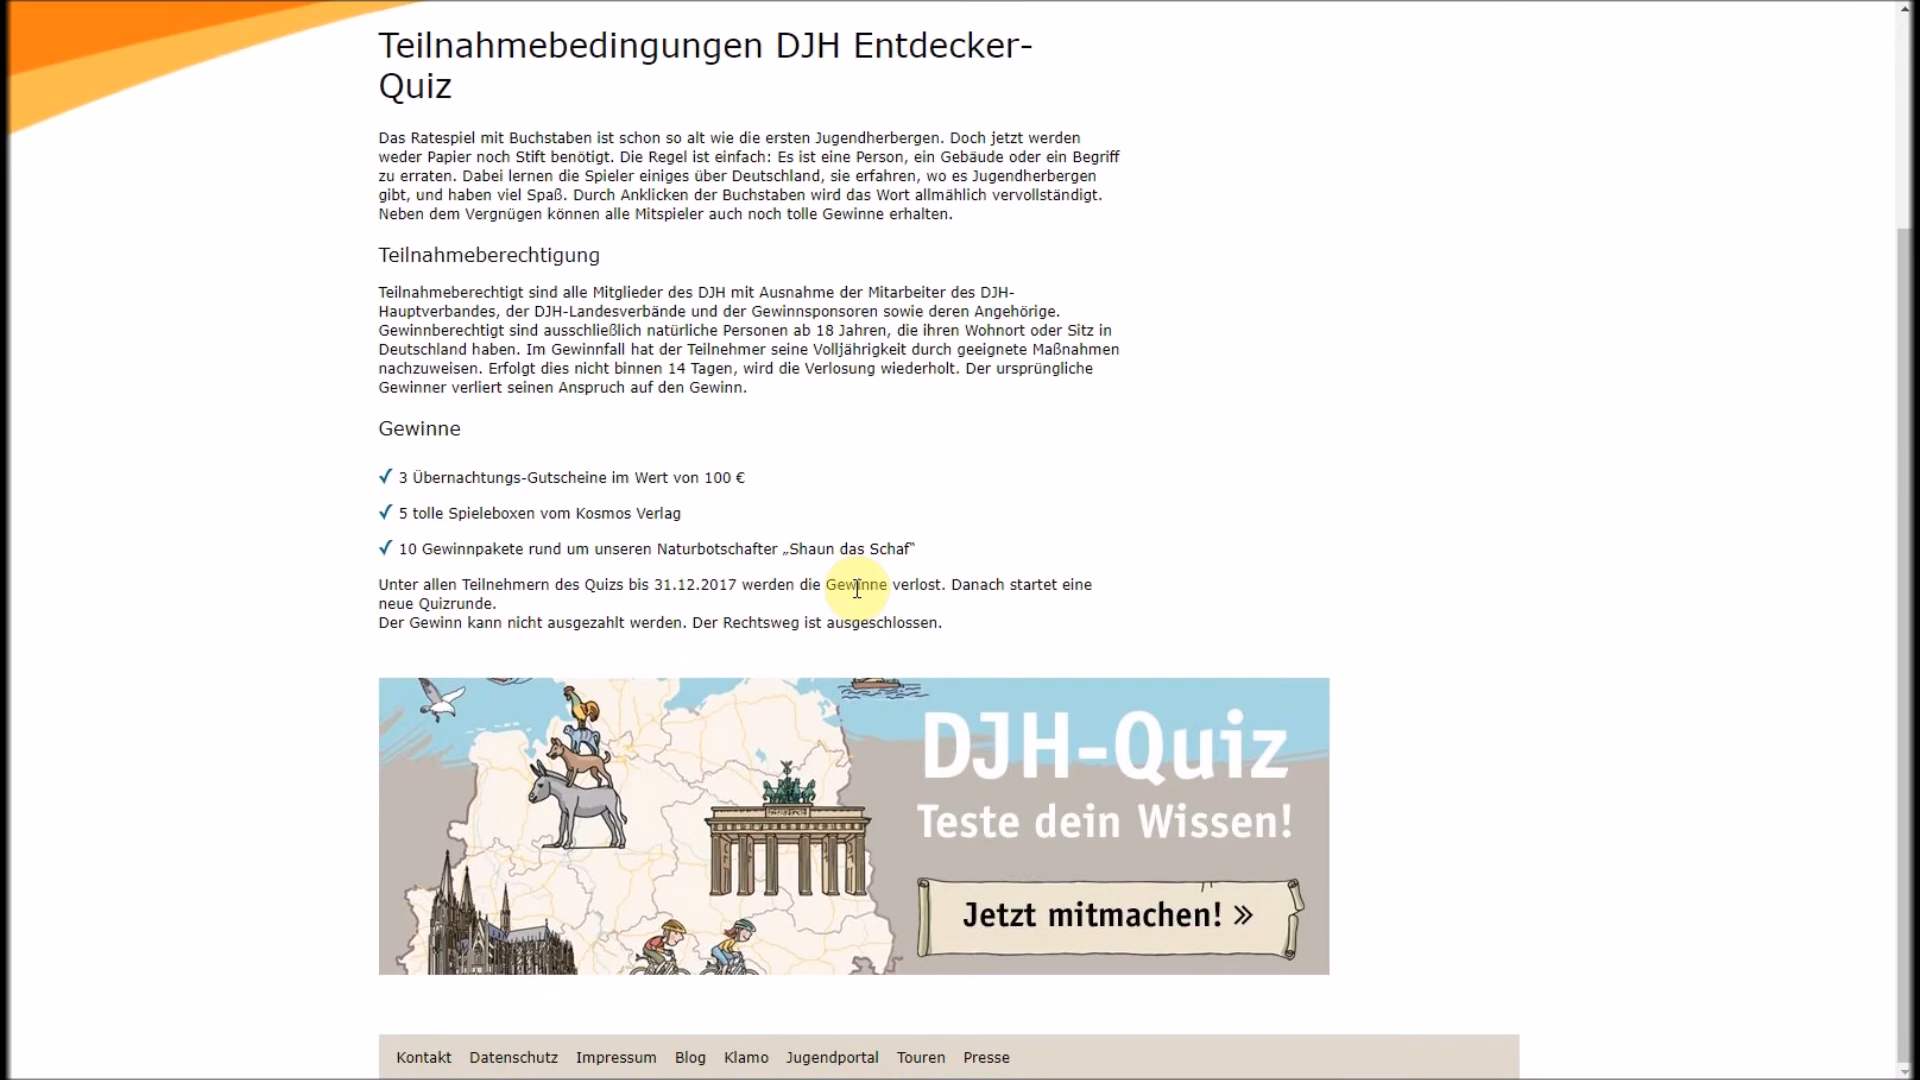 Teilnahmebedingungen DJH Entdecker-
Quiz
Das Ratespiel mit Buchstaben ist schon so alt wie die ersten Jugendherbergen. Doch jetzt werden
weder Papier noch Stift benötigt. Die Regel ist einfach: Es ist eine Person, ein Gebäude oder ein Begriff
zu erraten. Dabei lernen die Spieler einiges über Deutschland, sie erfahren, wo es Jugendherbergen
gibt, und haben viel Spaß. Durch Anklicken der Buchstaben wird das Wort allmählich vervollständigt.
Neben dem Vergnügen können alle Mitspieler auch noch tolle Gewinne erhalten.
Teilnahmeberechtigung
Teilnahmeberechtigt sind alle Mitglieder des DJH mit Ausnahme der Mitarbeiter des DJH-
Hauptverbandes, der DJH-Landesverbände und der Gewinnsponsoren sowie deren Angehörige.
Gewinnberechtigt sind ausschließlich natürliche Personen ab 18 Jahren, die ihren Wohnort oder Sitz in
Deutschland haben. Im Gewinnfall hat der Teilnehmer seine Volljährigkeit durch geeignete Maßnahmen
nachzuweisen. Erfolgt dies nicht binnen 14 Tagen, wird die Verlosung wiederholt. Der ursprüngliche
Gewinner verliert seinen Anspruch auf den Gewinn.
Gewinne
✓ 3 Übernachtungs-Gutscheine im Wert von 100 €
✓ 5 tolle Spieleboxen vom Kosmos Verlag
✓ 10 Gewinnpakete rund um unseren Naturbotschafter „Shaun das Schaf“
Unter allen Teilnehmern des Quizs bis 31.12.2017 werden die Gewinne verlost. Danach startet eine
neue Quizrunde.
Der Gewinn kann nicht ausgezahlt werden. Der Rechtsweg ist ausgeschlossen.
DJH-Quiz
Teste dein Wissen!
Jetzt mitmachen! »
Kontakt Datenschutz Impressum Blog Klamo Jugendportal Touren Presse